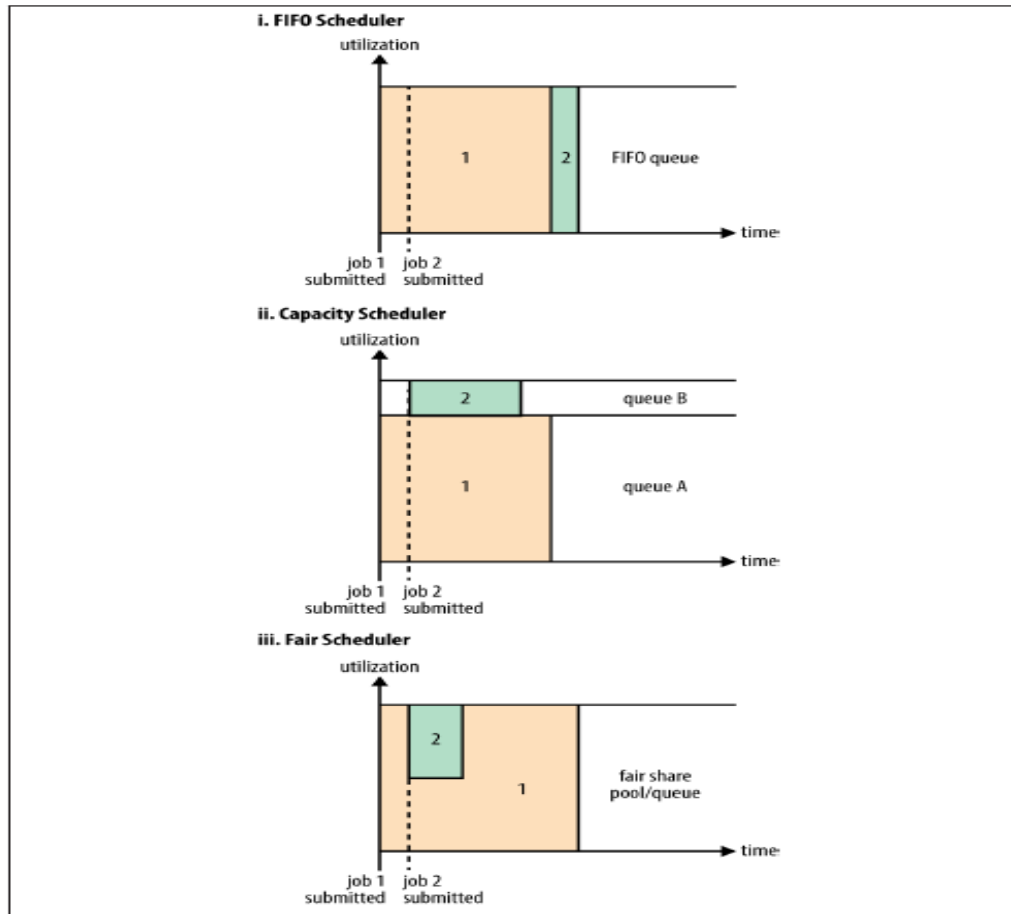 i. FIFO Scheduler
utilization
1
2
FIFO queue
time
job 1 job 2
submitted submitted
ii. Capacity Scheduler
utilization
2
queue B
1
queue A
time
job 1 job 2
submitted submitted
iii. Fair Scheduler
utilization
2
1
fair share
pool/queue
time
job 1 job 2
submitted submitted